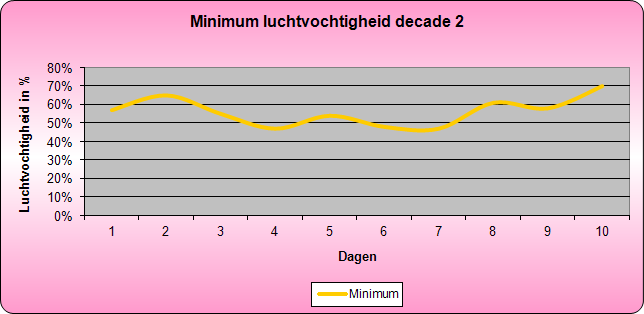 Minimum luchtvochtigheid decade 2
Luchtvochtigheid in %
80%
70%
60%
50%
40%
30%
20%
10%
0%
1 2 3 4 5 6 7 8 9 10
Dagen
Minimum